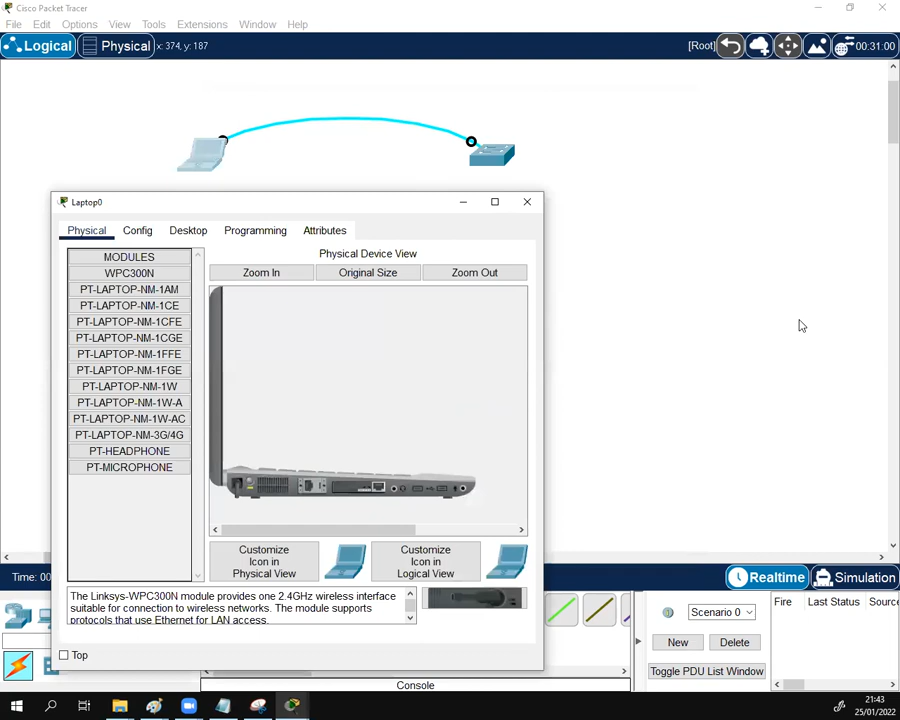 Cisco Packet Tracer
File Edit Options View Tools Extensions Window Help
Logical Physical x: 374, y: 187 [Root] 00:31:00
Laptop0
Physical Config Desktop Programming Attributes
MODULES
WPC300N
PT-LAPTOP-NM-1AM
PT-LAPTOP-NM-1CE
PT-LAPTOP-NM-1CFE
PT-LAPTOP-NM-1CGE
PT-LAPTOP-NM-1FFE
PT-LAPTOP-NM-1FGE
PT-LAPTOP-NM-1W
PT-LAPTOP-NM-1W-A
PT-LAPTOP-NM-1W-AC
PT-LAPTOP-NM-3G/4G
PT-HEADPHONE
PT-MICROPHONE
Physical Device View
Zoom In Original Size Zoom Out
Customize
Icon in
Physical View
Customize
Icon in
Logical View
The Linksys-WPC300N module provides one 2.4GHz wireless interface
suitable for connection to wireless networks. The module supports
protocols that use Ethernet for LAN access.
Top
Time: 00
Realtime Simulation
Scenario 0
New Delete
Toggle PDU List Window
Fire Last Status Source
Console
21:43
25/01/2022